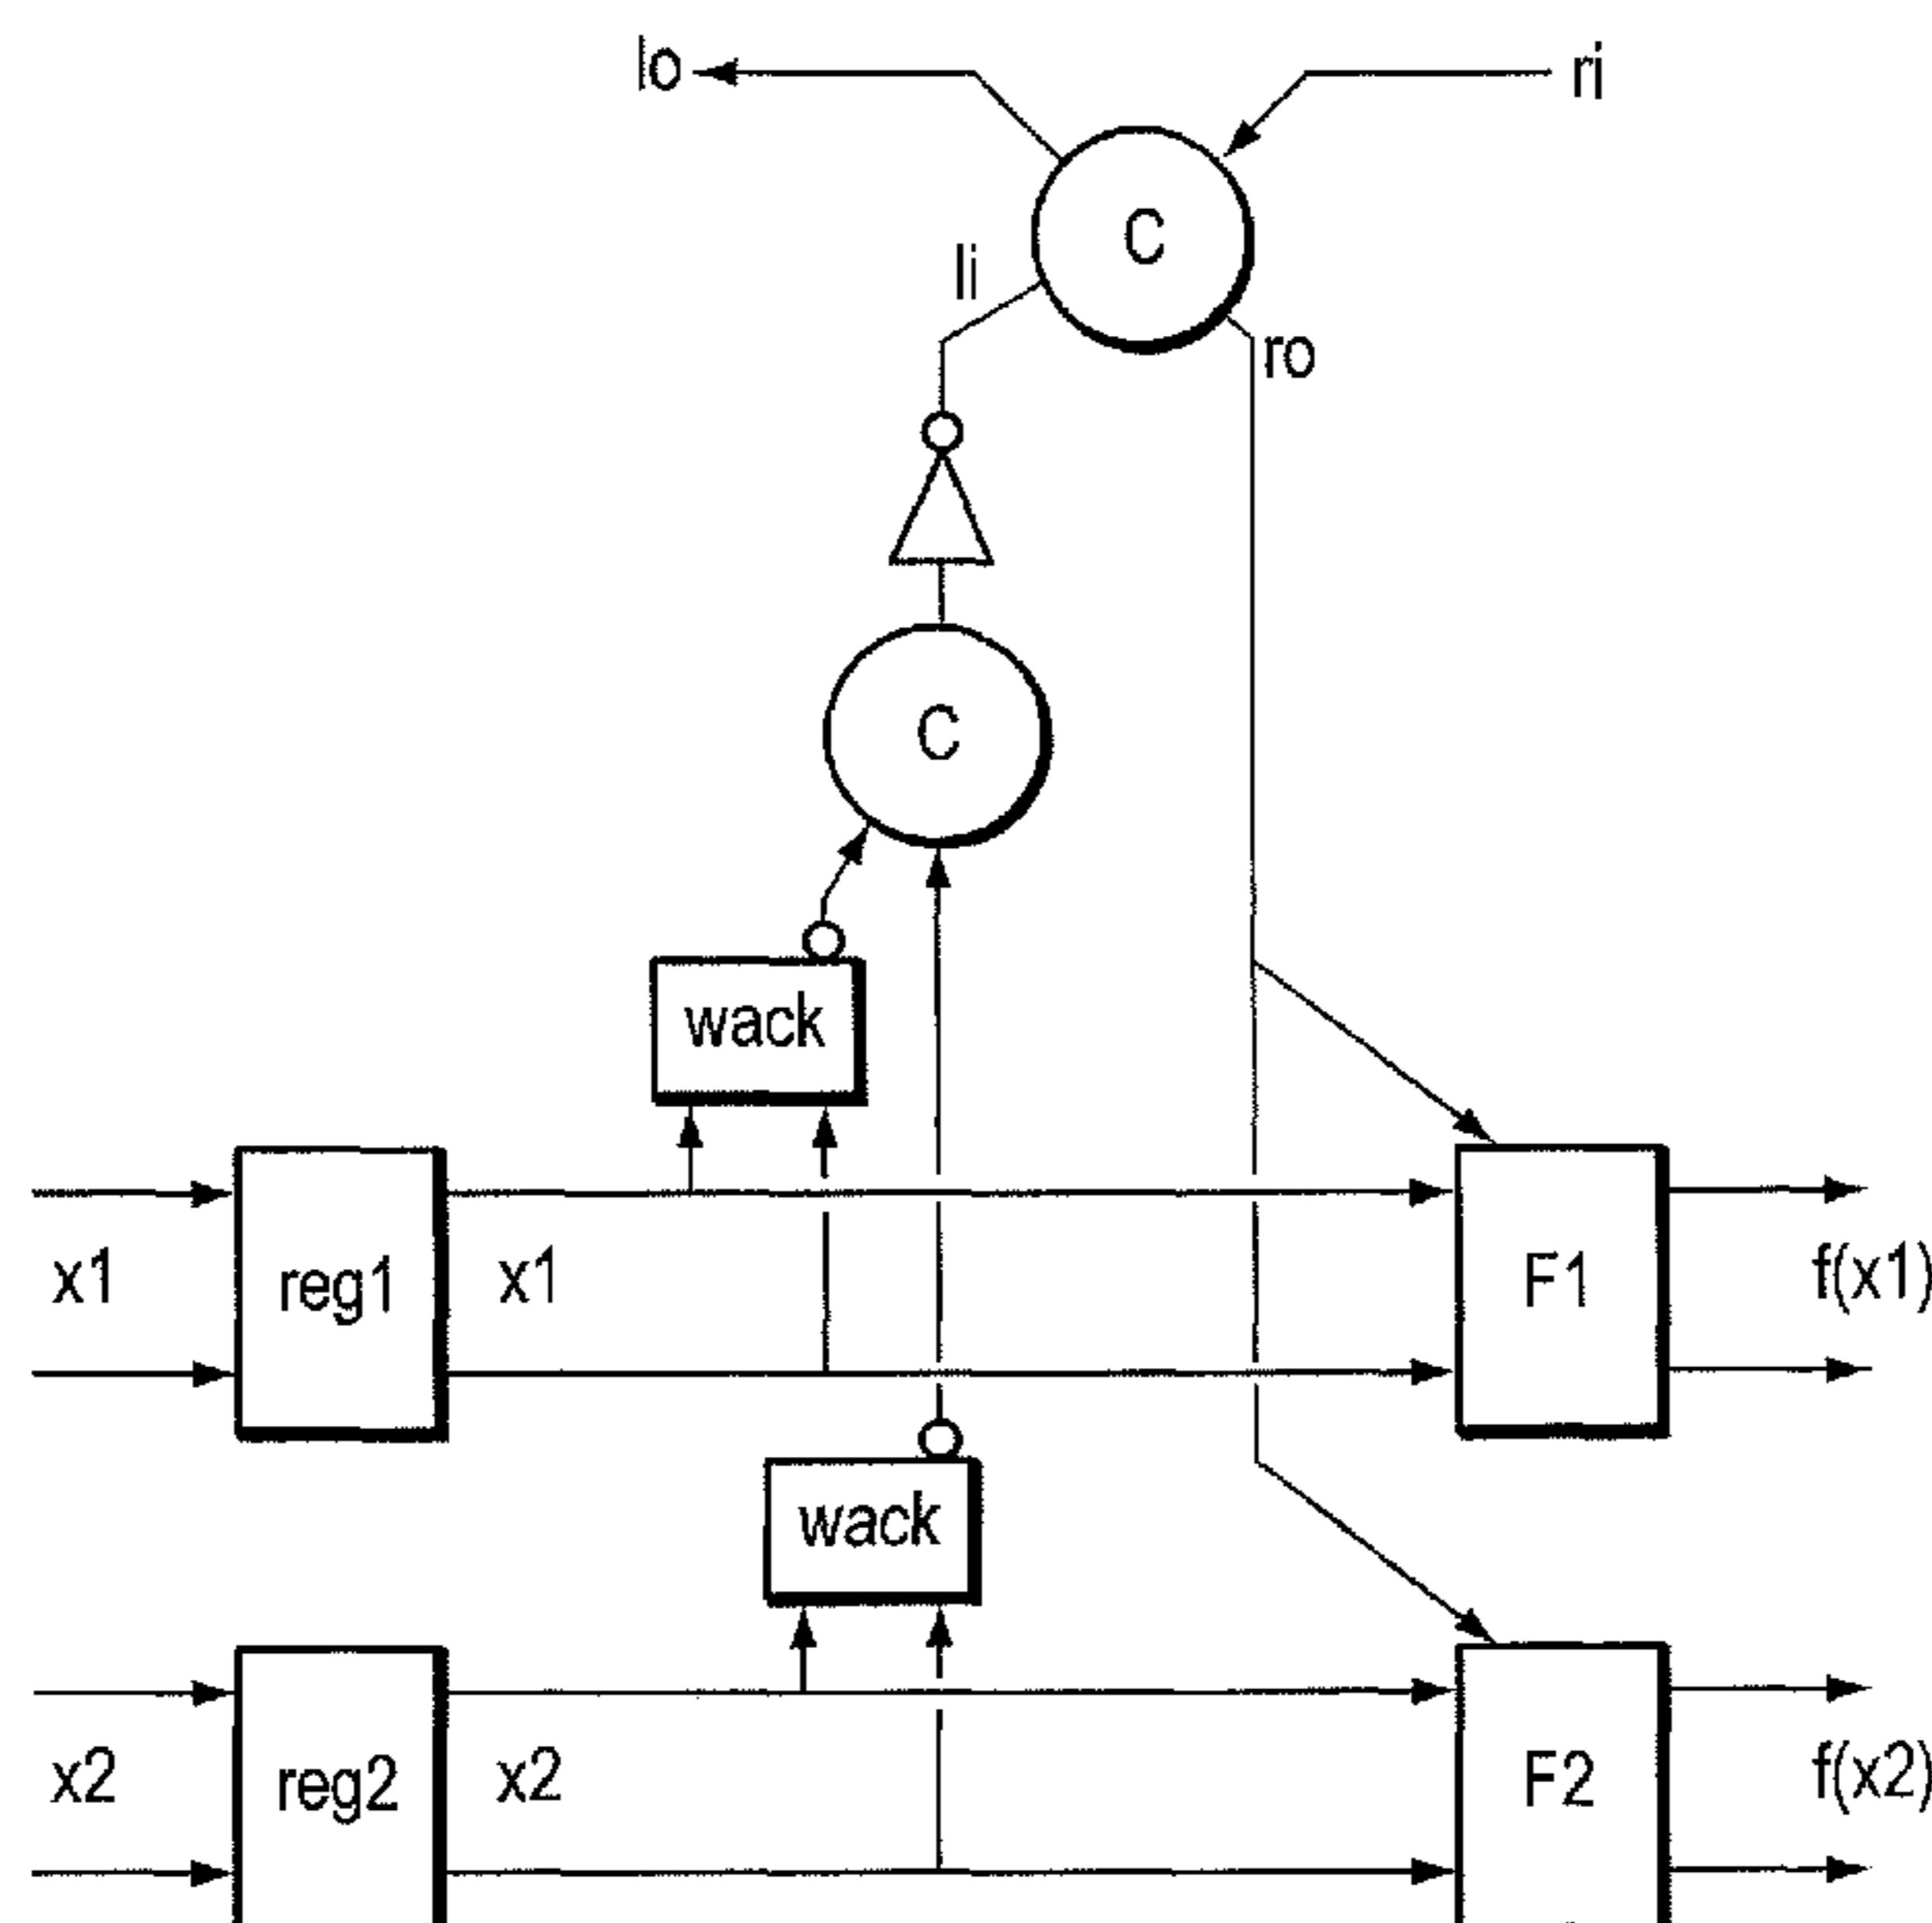 lo
ri
C
li
ro
C
wack
x1
reg1
x1
F1
f(x1)
wack
x2
reg2
x2
F2
f(x2)